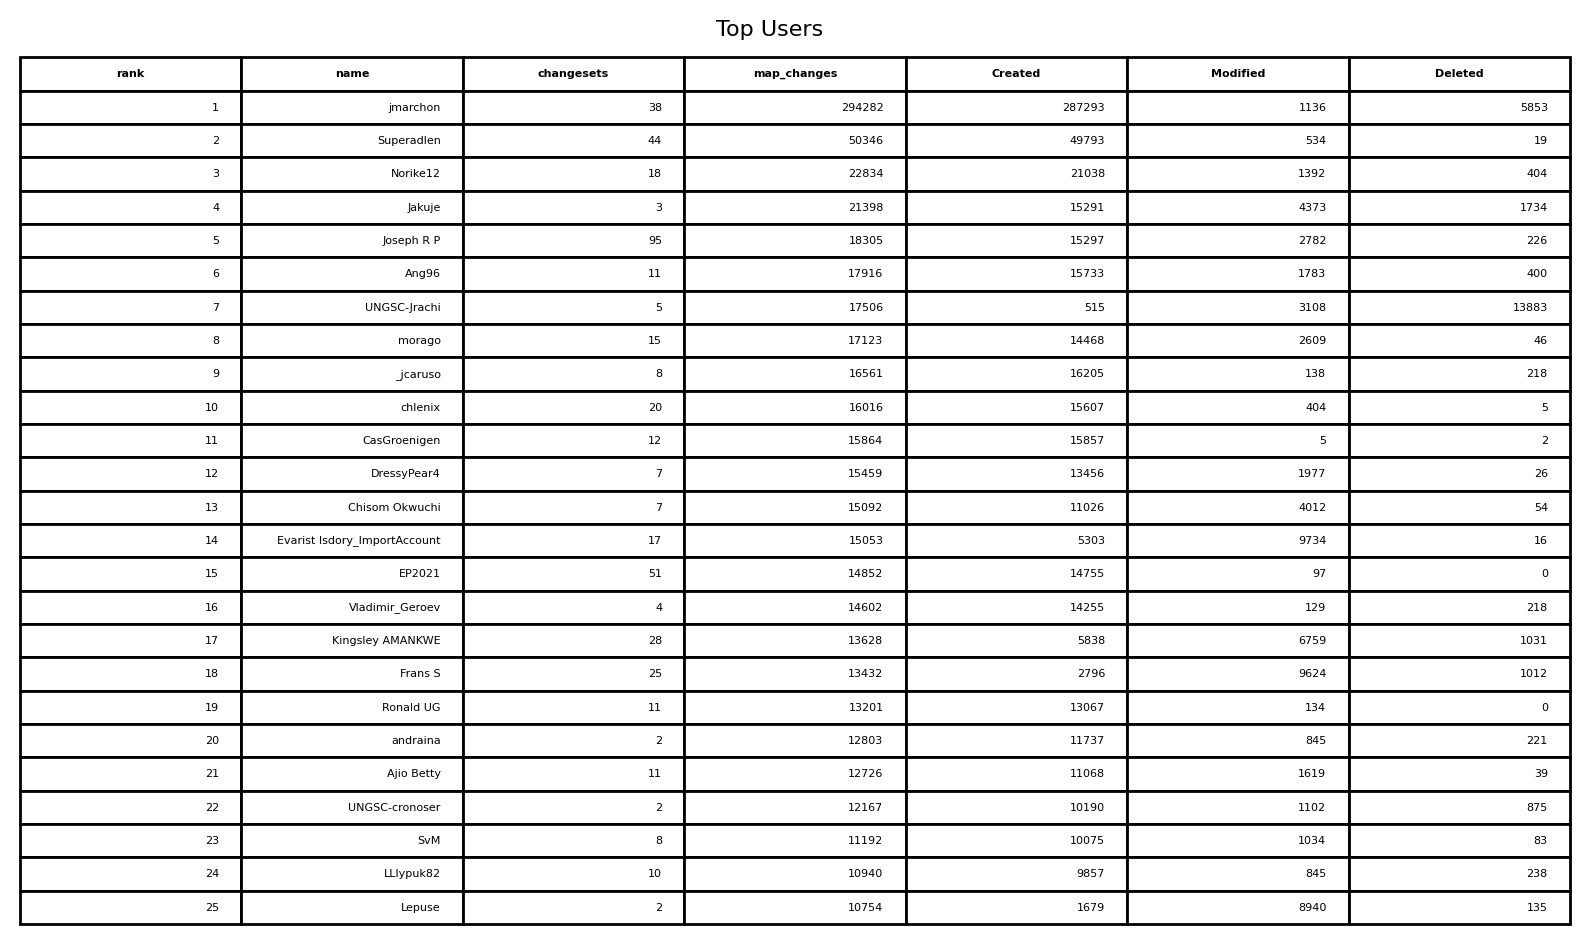 Top Users
rank name changesets map_changes Created Modified Deleted
1 jmarchon 38 294282 287293 1136 5853
2 Superadlen 44 50346 49793 534 19
3 Norike12 18 22834 21038 1392 404
4 Jakuje 3 21398 15291 4373 1734
5 Joseph R P 95 18305 15297 2782 226
6 Ang96 11 17916 15733 1783 400
7 UNGSC-Jrachi 5 17506 515 3108 13883
8 morago 15 17123 14468 2609 46
9 _jcaruso 8 16561 16205 138 218
10 chlenix 20 16016 15607 404 5
11 CasGroenigen 12 15864 15857 5 2
12 DressyPear4 7 15459 13456 1977 26
13 Chisom Okwuchi 7 15092 11026 4012 54
14 Evarist Isdory_ImportAccount 17 15053 5303 9734 16
15 EP2021 51 14852 14755 97 0
16 Vladimir_Geroev 4 14602 14255 129 218
17 Kingsley AMANKWE 28 13628 5838 6759 1031
18 Frans S 25 13432 2796 9624 1012
19 Ronald UG 11 13201 13067 134 0
20 andraina 2 12803 11737 845 221
21 Ajio Betty 11 12726 11068 1619 39
22 UNGSC-cronoser 2 12167 10190 1102 875
23 SvM 8 11192 10075 1034 83
24 LLlypuk82 10 10940 9857 845 238
25 Lepuse 2 10754 1679 8940 135